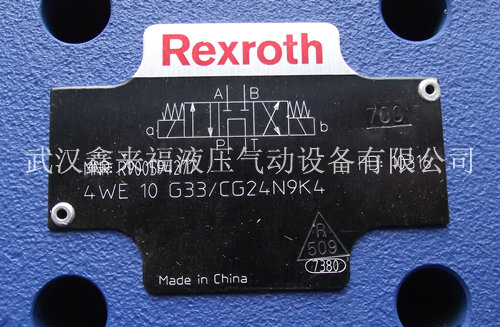 Rexroth
A B
a b
P T
700
武汉鑫来福液压气动设备有限公司
4WE 10 G33/CG24N9K4
R
509
7380
Made in China